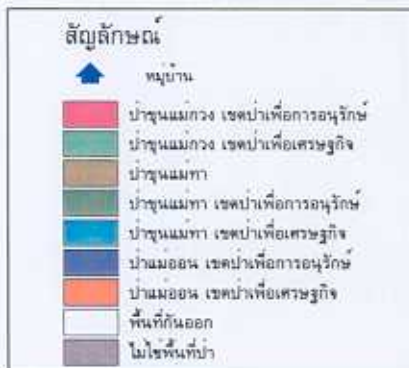 สัญลักษณ์
หมู่บ้าน
ป่าขุนแม่กวง เขตป่าเพื่อการอนุรักษ์
ป่าขุนแม่กวง เขตป่าเพื่อเศรษฐกิจ
ป่าขุนแม่ทา
ป่าขุนแม่ทา เขตป่าเพื่อการอนุรักษ์
ป่าขุนแม่ทา เขตป่าเพื่อเศรษฐกิจ
ป่าแม่ออน เขตป่าเพื่อการอนุรักษ์
ป่าแม่ออน เขตป่าเพื่อเศรษฐกิจ
พื้นที่กันออก
ไม่ใช่พื้นที่ป่า